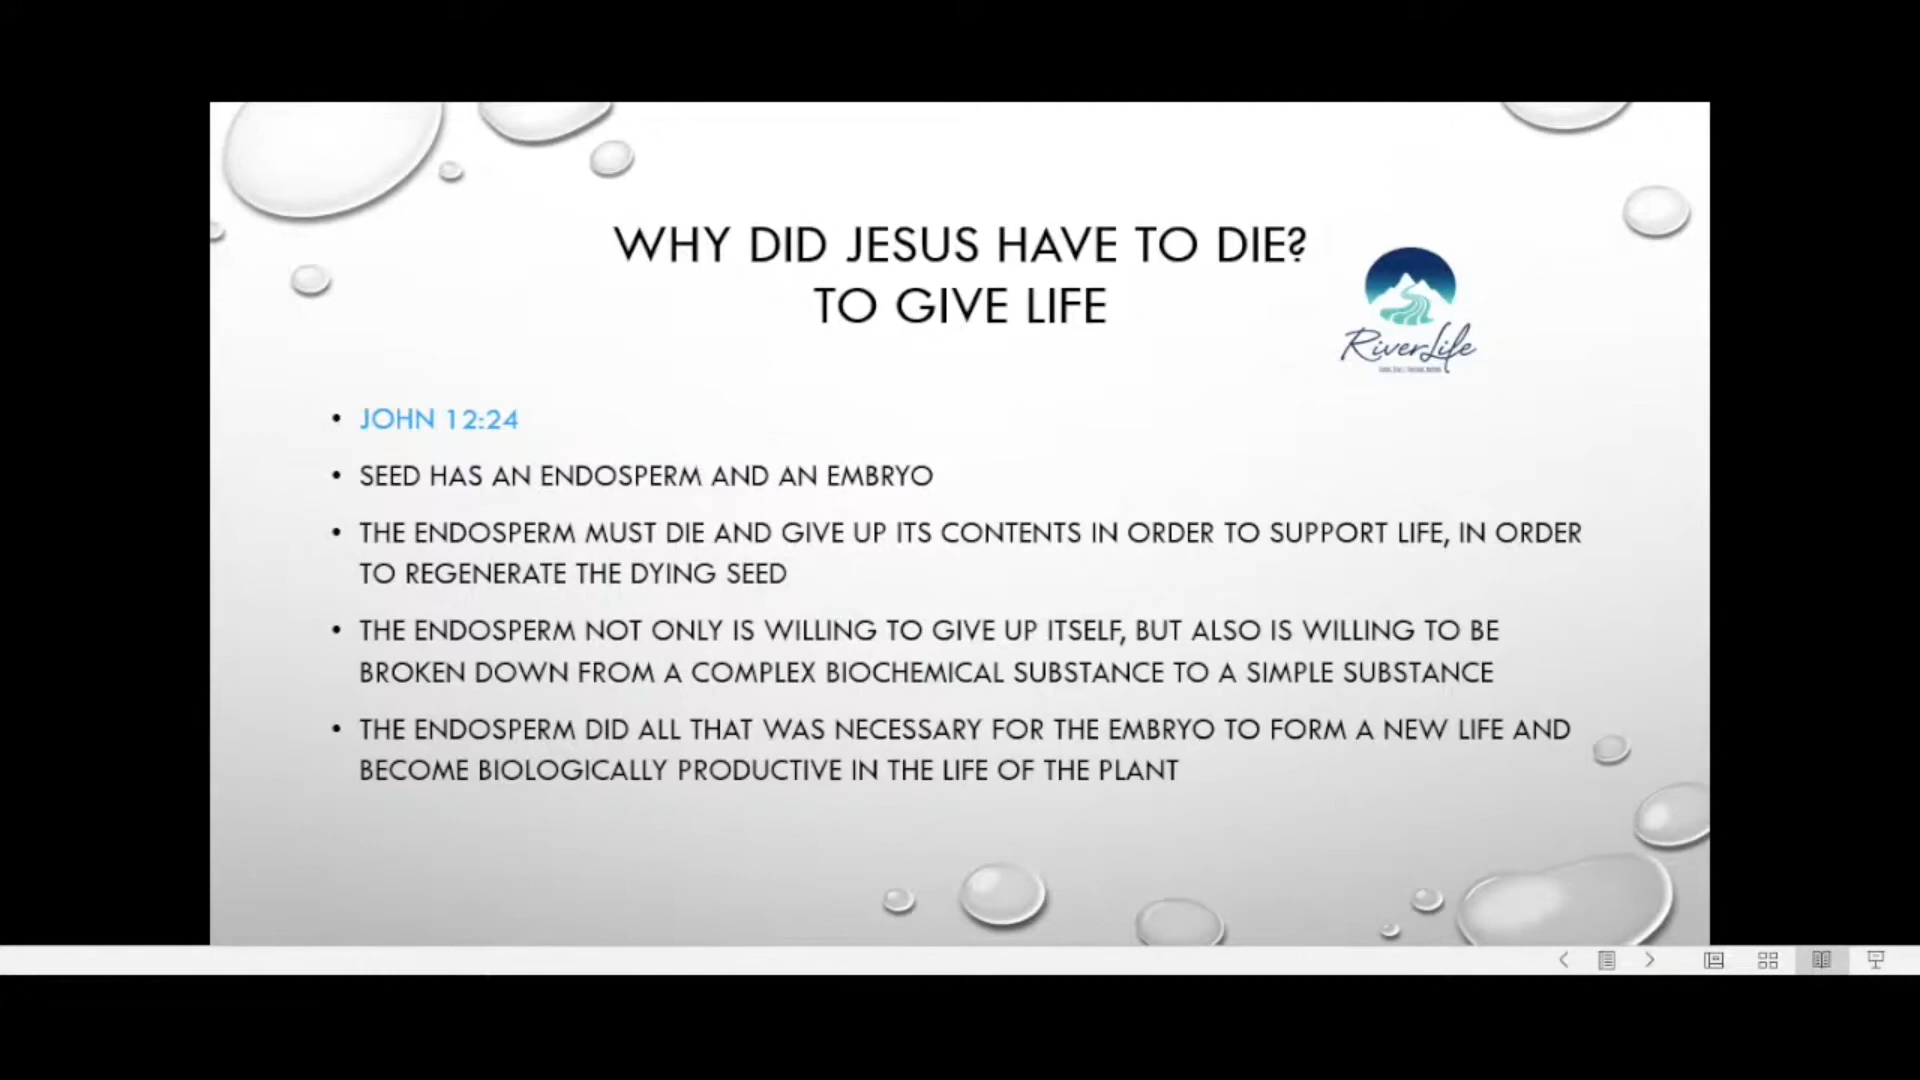 WHY DID JESUS HAVE TO DIE?
TO GIVE LIFE
RiverLife
• JOHN 12:24
• SEED HAS AN ENDOSPERM AND AN EMBRYO
• THE ENDOSPERM MUST DIE AND GIVE UP ITS CONTENTS IN ORDER TO SUPPORT LIFE, IN ORDER
TO REGENERATE THE DYING SEED
• THE ENDOSPERM NOT ONLY IS WILLING TO GIVE UP ITSELF, BUT ALSO IS WILLING TO BE
BROKEN DOWN FROM A COMPLEX BIOCHEMICAL SUBSTANCE TO A SIMPLE SUBSTANCE
• THE ENDOSPERM DID ALL THAT WAS NECESSARY FOR THE EMBRYO TO FORM A NEW LIFE AND
BECOME BIOLOGICALLY PRODUCTIVE IN THE LIFE OF THE PLANT